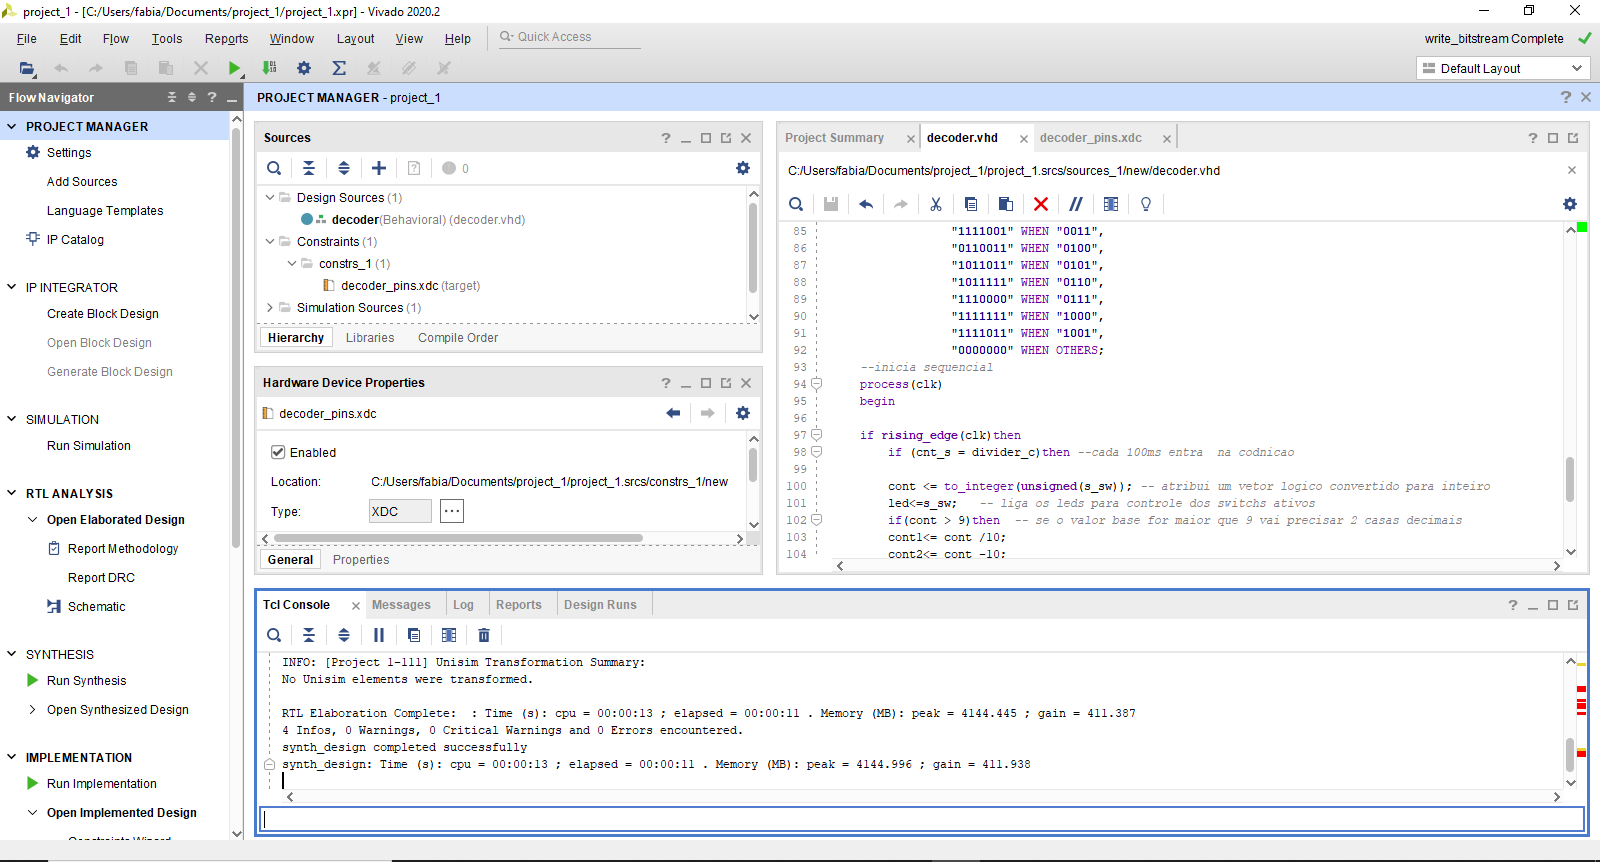 project_1 - [C:/Users/fabia/Documents/project_1/project_1.xpr] - Vivado 2020.2
File Edit Flow Tools Reports Window Layout View Help Quick Access
write_bitstream Complete
Default Layout
Flow Navigator
PROJECT MANAGER
Settings
Add Sources
Language Templates
IP Catalog
IP INTEGRATOR
Create Block Design
Open Block Design
Generate Block Design
SIMULATION
Run Simulation
RTL ANALYSIS
Open Elaborated Design
Report Methodology
Report DRC
Schematic
SYNTHESIS
Run Synthesis
Open Synthesized Design
IMPLEMENTATION
Run Implementation
Open Implemented Design
Constraints Wizard
PROJECT MANAGER - project_1
Sources
0
Design Sources (1)
decoder(Behavioral) (decoder.vhd)
Constraints (1)
constrs_1 (1)
decoder_pins.xdc (target)
Simulation Sources (1)
Hierarchy Libraries Compile Order
Hardware Device Properties
decoder_pins.xdc
Enabled
Location: C:/Users/fabia/Documents/project_1/project_1.srcs/constrs_1/new
Type: XDC
General Properties
Project Summary decoder.vhd decoder_pins.xdc
C:/Users/fabia/Documents/project_1/project_1.srcs/sources_1/new/decoder.vhd
85 "1111001" WHEN "0011",
86 "0110011" WHEN "0100",
87 "1011011" WHEN "0101",
88 "1011111" WHEN "0110",
89 "1110000" WHEN "0111",
90 "1111111" WHEN "1000",
91 "1111011" WHEN "1001",
92 "0000000" WHEN OTHERS;
93 --inicia sequencial
94 process(clk)
95 begin
96
97 if rising_edge(clk)then
98 if (cnt_s = divider_c)then --cada 100ms entra na codnicao
99
100 cont <= to_integer(unsigned(s_sw)); -- atribui um vetor logico convertido para inteiro
101 led<=s_sw; -- liga os leds para controle dos switchs ativos
102 if(cont > 9)then -- se o valor base for maior que 9 vai precisar 2 casas decimais
103 cont1<= cont /10;
104 cont2<= cont -10;
Tcl Console Messages Log Reports Design Runs
INFO: [Project 1-111] Unisim Transformation Summary:
No Unisim elements were transformed.
RTL Elaboration Complete: : Time (s): cpu = 00:00:13 ; elapsed = 00:00:11 . Memory (MB): peak = 4144.445 ; gain = 411.387
4 Infos, 0 Warnings, 0 Critical Warnings and 0 Errors encountered.
synth_design completed successfully
synth_design: Time (s): cpu = 00:00:13 ; elapsed = 00:00:11 . Memory (MB): peak = 4144.996 ; gain = 411.938